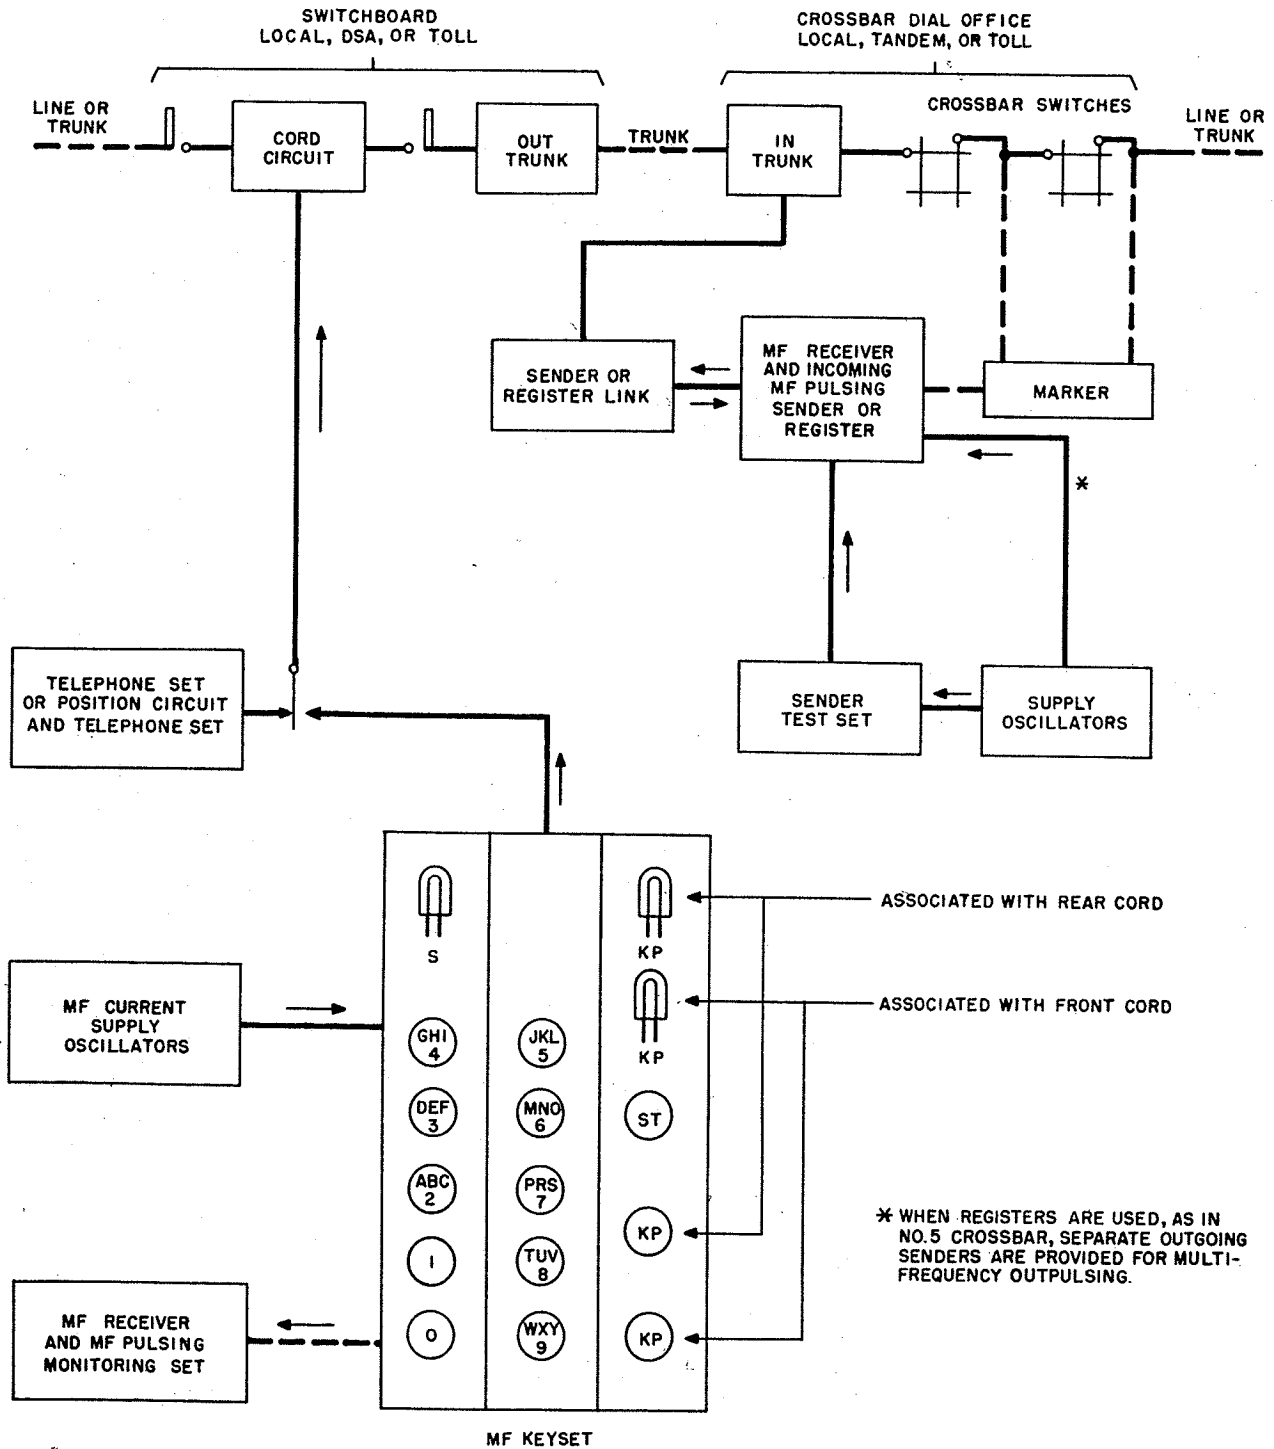 SWITCHBOARD
LOCAL, DSA, OR TOLL
CROSSBAR DIAL OFFICE
LOCAL, TANDEM, OR TOLL
LINE OR
TRUNK
CORD
CIRCUIT
OUT
TRUNK
TRUNK
IN
TRUNK
CROSSBAR SWITCHES
LINE OR
TRUNK
SENDER OR
REGISTER LINK
MF RECEIVER
AND INCOMING
MF PULSING
SENDER OR
REGISTER
MARKER
*
TELEPHONE SET
OR POSITION CIRCUIT
AND TELEPHONE SET
SENDER
TEST SET
SUPPLY
OSCILLATORS
S
KP
ASSOCIATED WITH REAR CORD
KP
ASSOCIATED WITH FRONT CORD
MF CURRENT
SUPPLY
OSCILLATORS
GHI
4
JKL
5
DEF
3
MNO
6
ST
ABC
2
PRS
7
KP
1
TUV
8
0
WXY
9
KP
* WHEN REGISTERS ARE USED, AS IN
NO.5 CROSSBAR, SEPARATE OUTGOING
SENDERS ARE PROVIDED FOR MULTI-
FREQUENCY OUTPULSING.
MF RECEIVER
AND MF PULSING
MONITORING SET
MF KEYSET